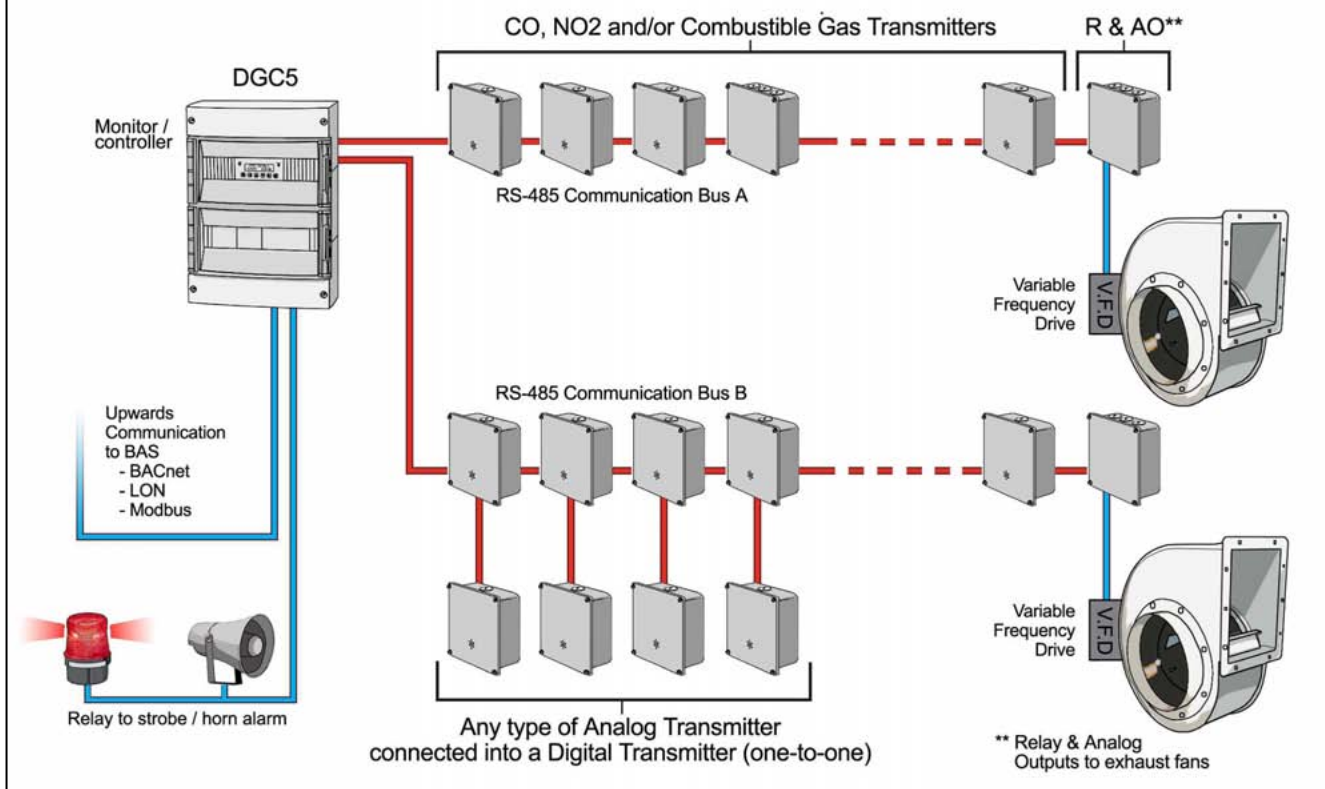 CO, NO2 and/or Combustible Gas Transmitters
R & AO**
DGC5
Monitor /
controller
RS-485 Communication Bus A
Variable
Frequency
Drive
V.F.D
RS-485 Communication Bus B
Upwards
Communication
to BAS
- BACnet
- LON
- Modbus
Variable
Frequency
Drive
V.F.D
Relay to strobe / horn alarm
Any type of Analog Transmitter
connected into a Digital Transmitter (one-to-one)
** Relay & Analog
Outputs to exhaust fans